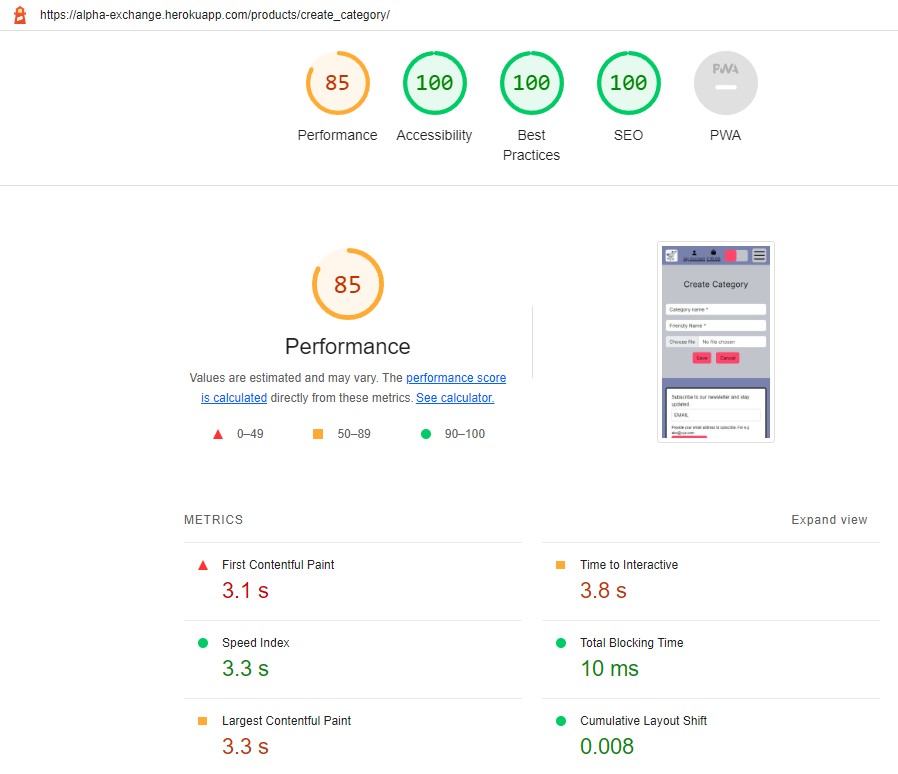 https://alpha-exchange.herokuapp.com/products/create_category/
85
100
100
100
PWA
Performance
Accessibility
Best
Practices
SEO
PWA
85
Performance
Values are estimated and may vary. The performance score
is calculated directly from these metrics. See calculator.
0–49
50–89
90–100
Create Category
Category name *
Friendly Name *
Choose file No file chosen
Save Cancel
Subscribe to our newsletter and stay
updated.
EMAIL
METRICS
Expand view
First Contentful Paint
3.1 s
Time to Interactive
3.8 s
Speed Index
3.3 s
Total Blocking Time
10 ms
Largest Contentful Paint
3.3 s
Cumulative Layout Shift
0.008